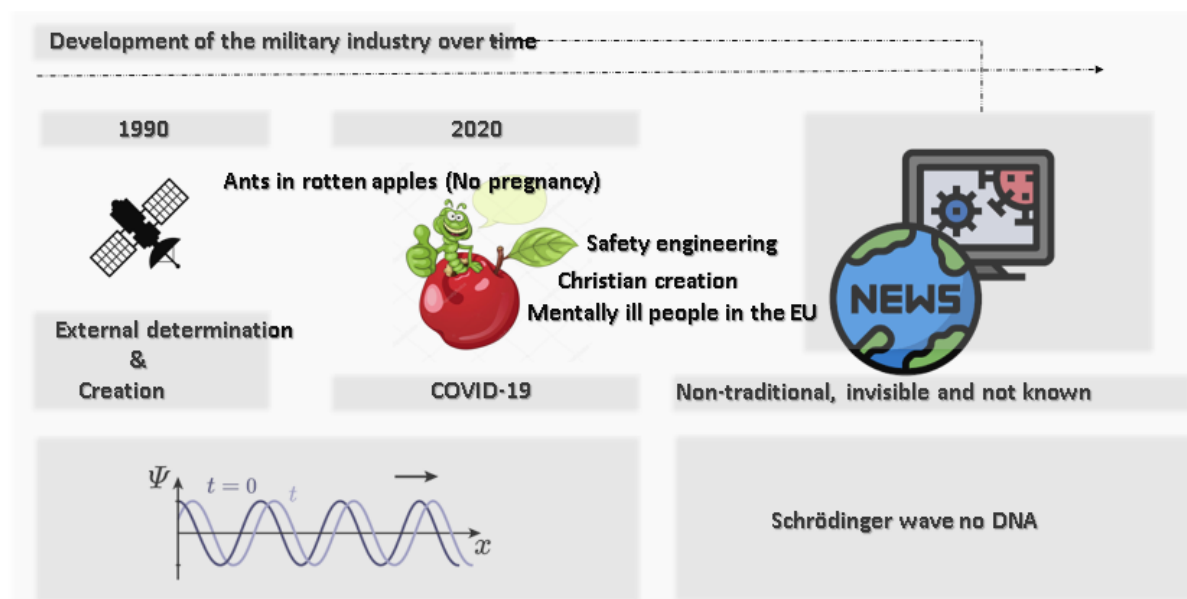 Development of the military industry over time
1990
2020
Ants in rotten apples (No pregnancy)
Safety engineering
Christian creation
Mentally ill people in the EU
NEWS
External determination
&
Creation
COVID-19
Non-traditional, invisible and not known
Ψ
t = 0
t
x
Schrödinger wave no DNA